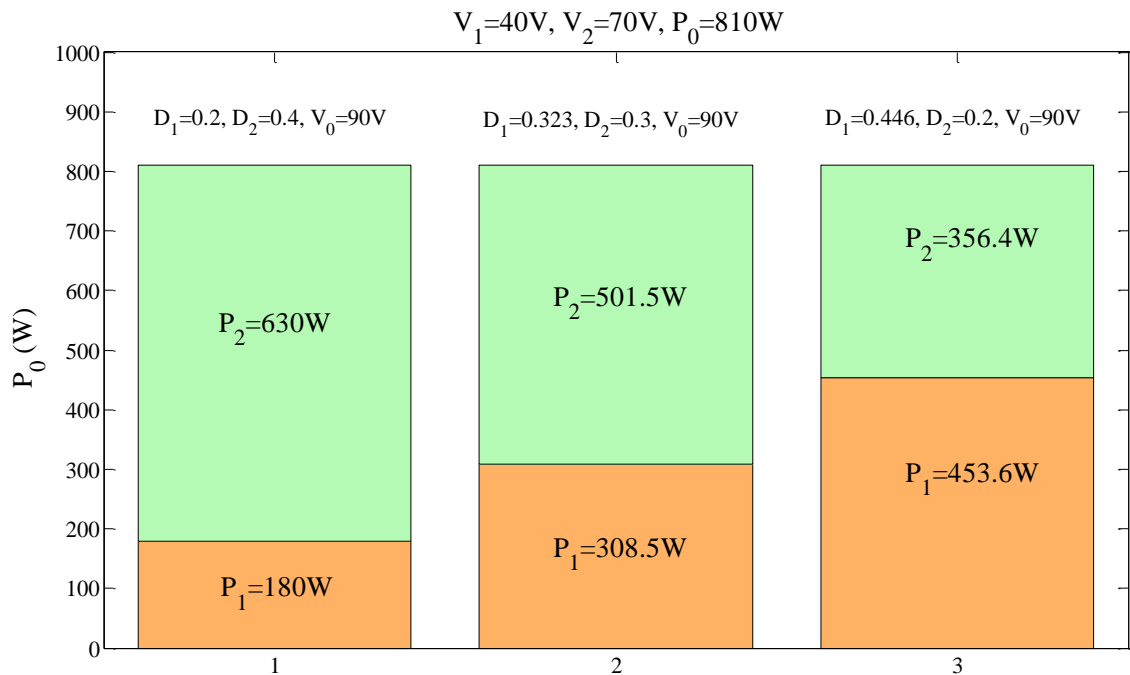 V₁=40V, V₂=70V, P₀=810W
1000
900
800
700
600
500
400
300
200
100
0
P₀ (W)
D₁=0.2, D₂=0.4, V₀=90V
D₁=0.323, D₂=0.3, V₀=90V
D₁=0.446, D₂=0.2, V₀=90V
P₂=630W
P₂=501.5W
P₂=356.4W
P₁=180W
P₁=308.5W
P₁=453.6W
1
2
3